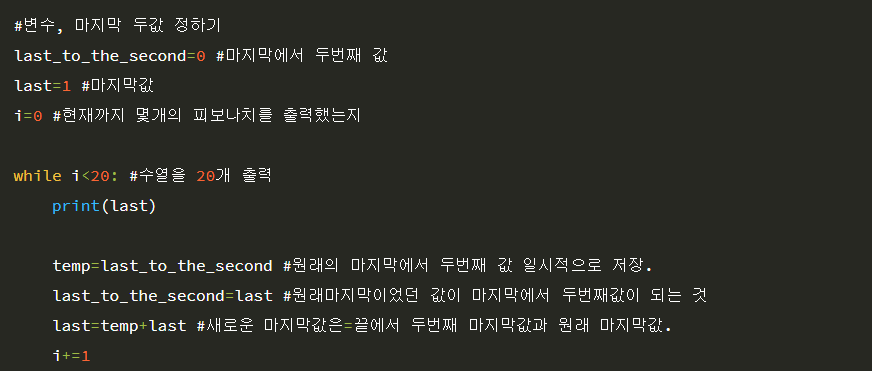 #변수, 마지막 두값 정하기
last_to_the_second=0 #마지막에서 두번째 값
last=1 #마지막값
i=0 #현재까지 몇개의 피보나치를 출력했는지
while i<20: #수열을 20개 출력
    print(last)
    temp=last_to_the_second #원래의 마지막에서 두번째 값 일시적으로 저장.
    last_to_the_second=last #원래마지막이었던 값이 마지막에서 두번째값이 되는 것
    last=temp+last #새로운 마지막값은=끝에서 두번째 마지막값과 원래 마지막값.
    i+=1